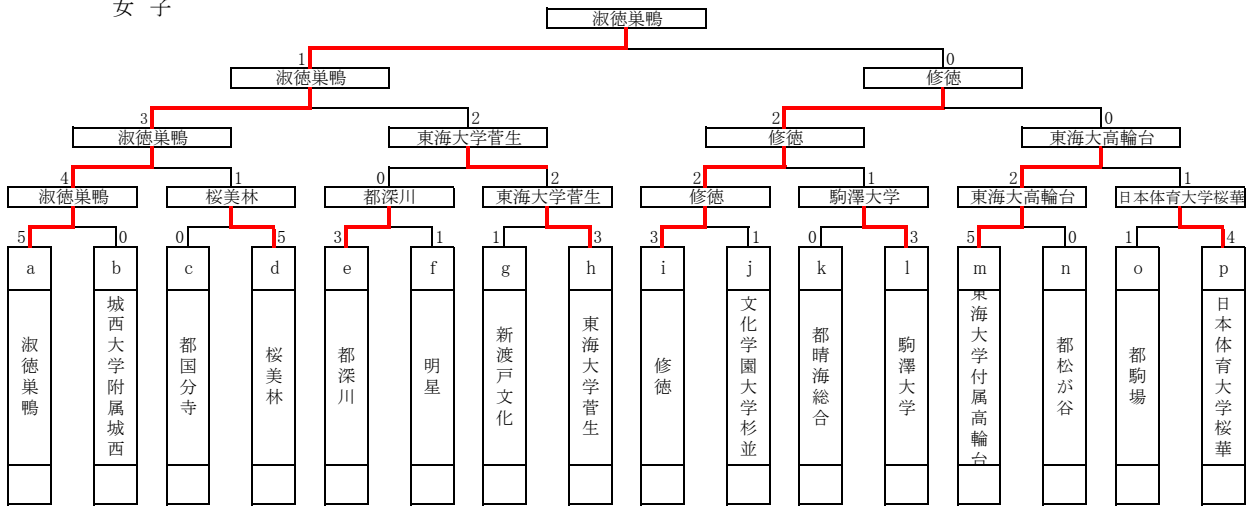 女 子
淑徳巣鴨
1 0
淑徳巣鴨 修徳
3 2 2 0
淑徳巣鴨 東海大学菅生 修徳 東海大高輪台
4 1 0 2 2 1 2 1
淑徳巣鴨 桜美林 都深川 東海大学菅生 修徳 駒澤大学 東海大高輪台 日本体育大学桜華
5 0 0 5 3 1 1 3 3 1 0 3 5 0 1 4
a b c d e f g h i j k l m n o p
淑徳巣鴨
城西大学附属城西
都国分寺
桜美林
都深川
明星
新渡戸文化
東海大学菅生
修徳
文化学園大学杉並
都晴海総合
駒澤大学
東海大学付属高輪台
都松が谷
都駒場
日本体育大学桜華